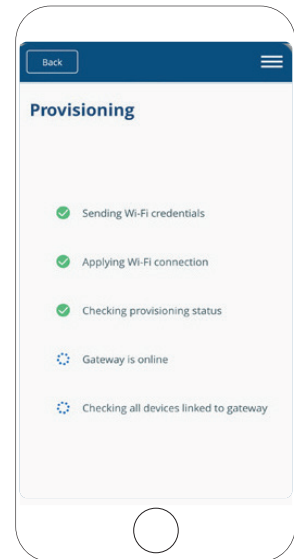 Back
Provisioning
Sending Wi-Fi credentials
Applying Wi-Fi connection
Checking provisioning status
Gateway is online
Checking all devices linked to gateway